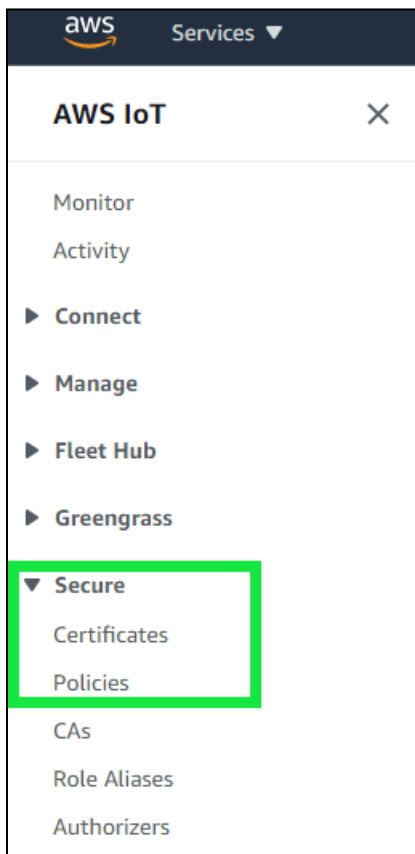 aws Services ▼
AWS IoT ×
Monitor
Activity
▶ Connect
▶ Manage
▶ Fleet Hub
▶ Greengrass
▼ Secure
Certificates
Policies
CAs
Role Aliases
Authorizers